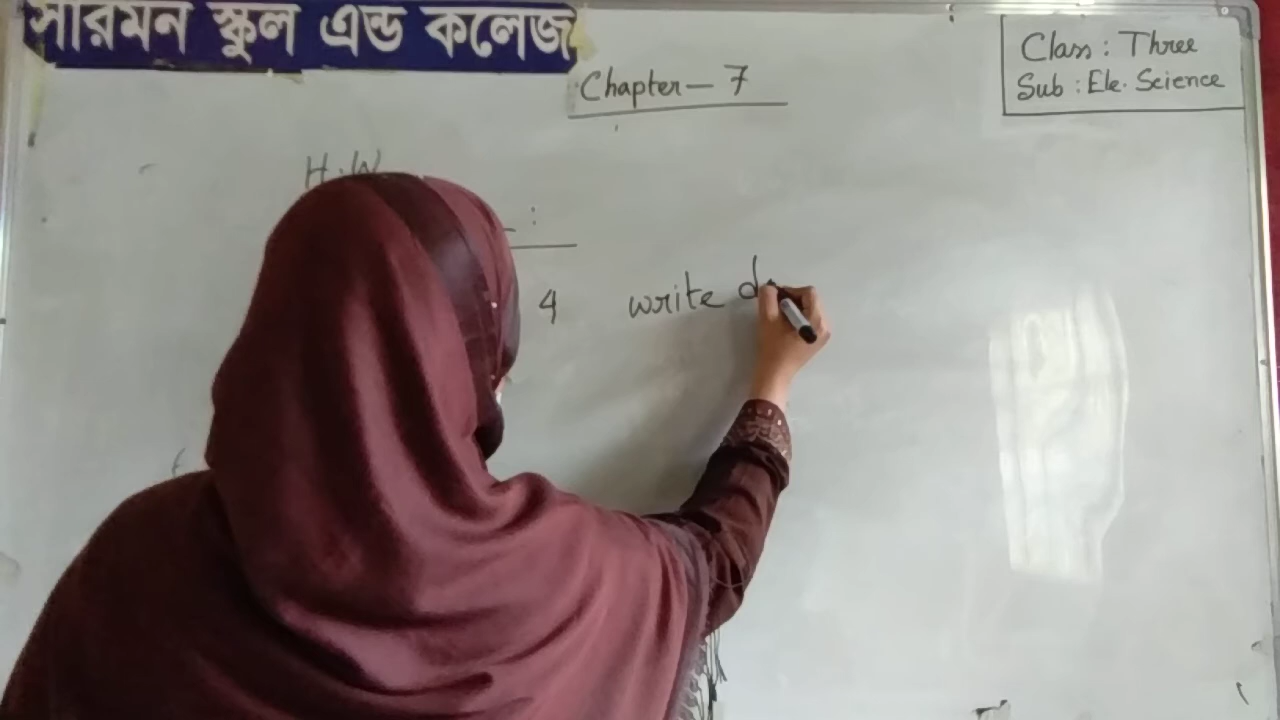 সারমন স্কুল এন্ড কলেজ
Chapter — 7
Class : Three
Sub : Ele. Science
H.W
:
4 write